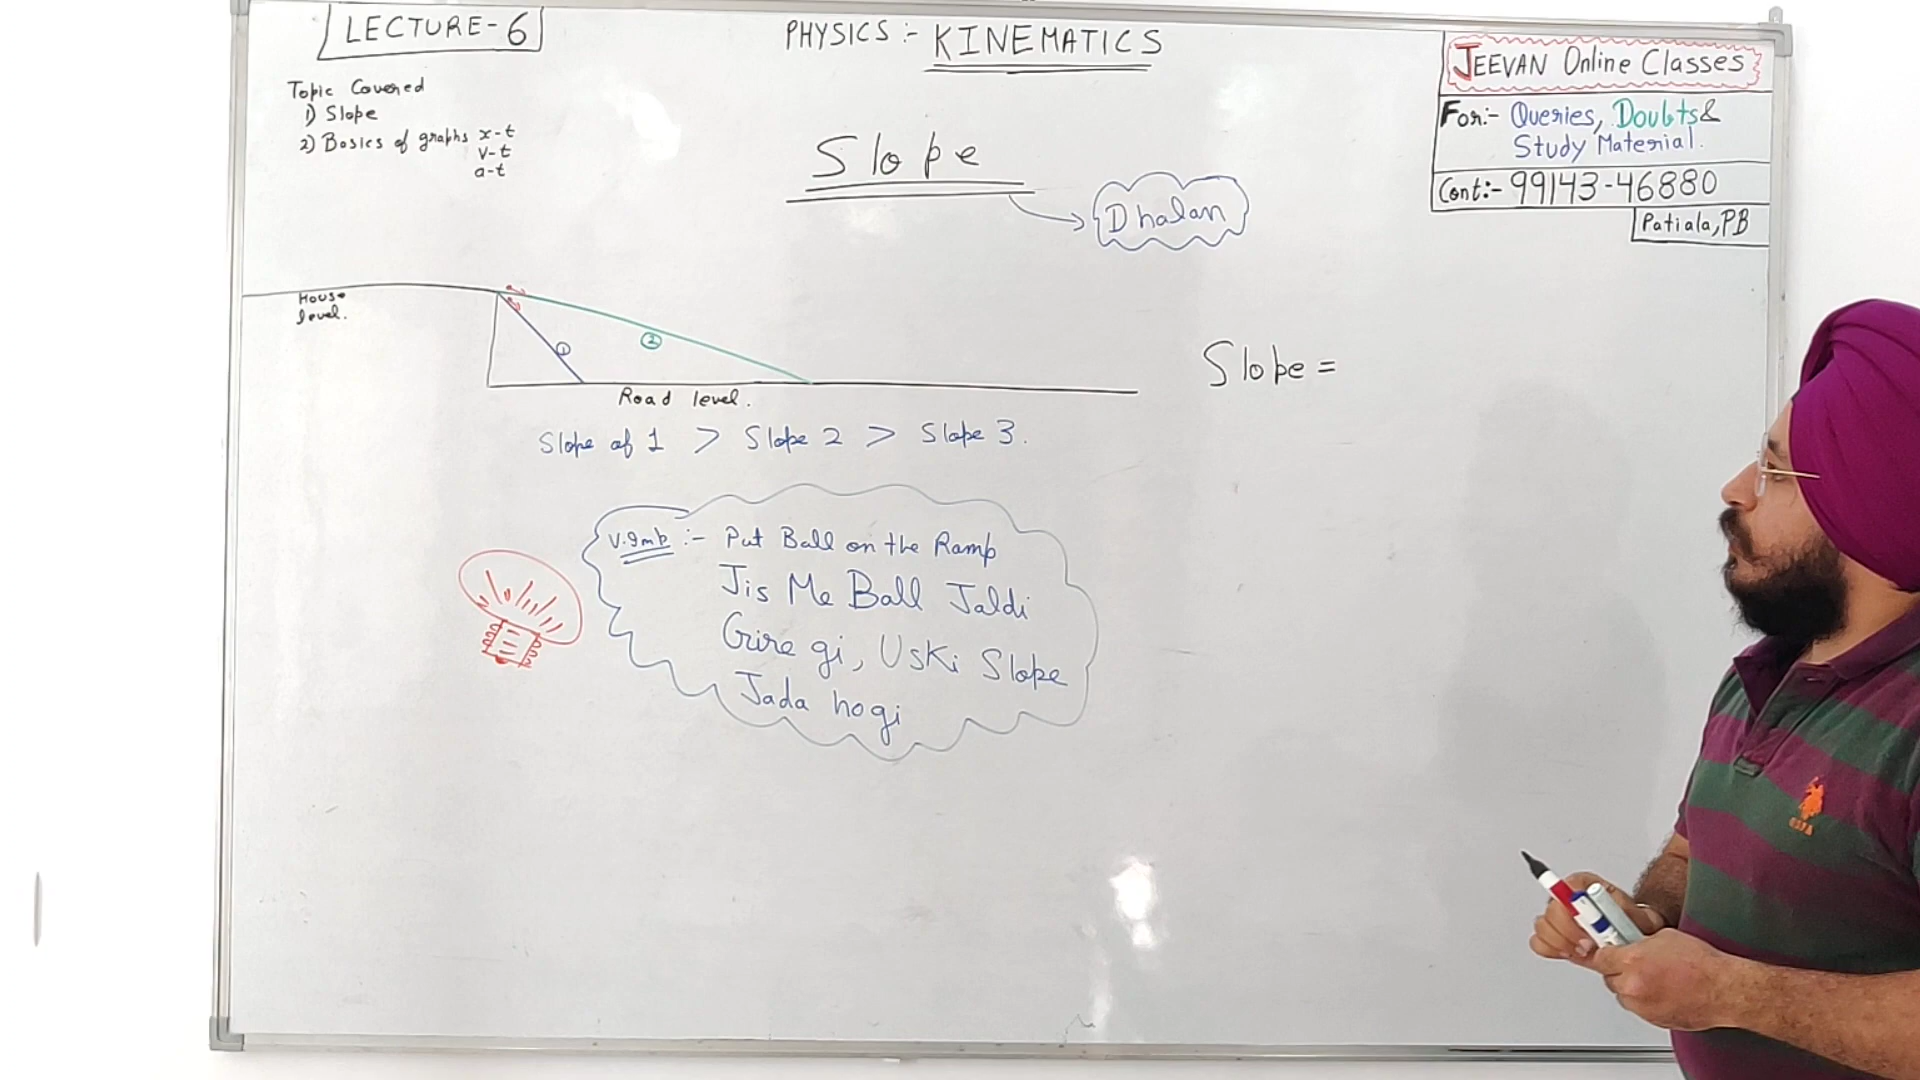 LECTURE-6
PHYSICS :- KINEMATICS
JEEVAN Online Classes
For:- Queries, Doubts &
Study Material.
Cont:- 99143-46880
Patiala, PB
Topic Covered
1) Slope
2) Basics of graphs x-t
v-t
a-t
Slope
Dhalan
House
level.
1
2
Road level.
Slope of 1 > Slope 2 > Slope 3.
Slope =
V.Imp :- Put Ball on the Ramp
Jis Me Ball Jaldi
Gire gi, Uski Slope
Jada hogi